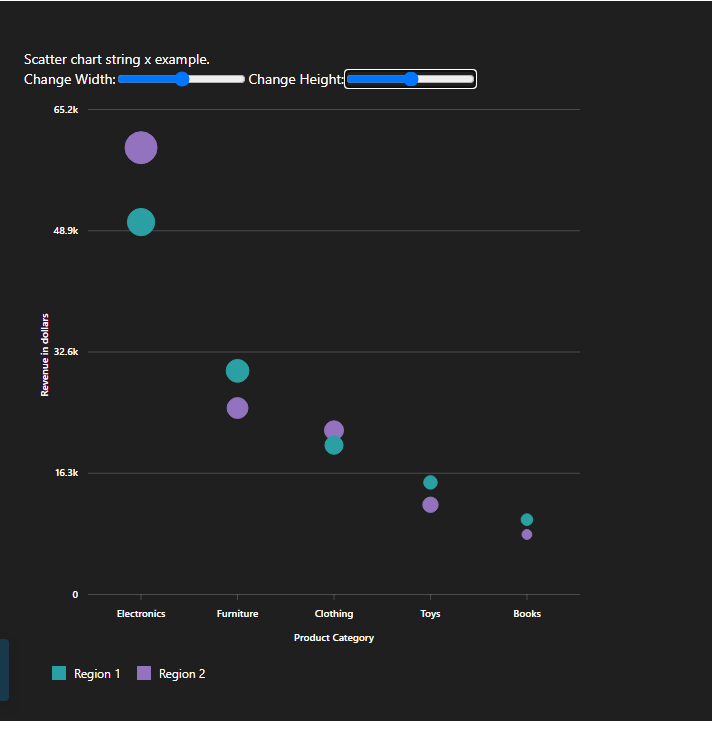 Scatter chart string x example.
Change Width: Change Height:
65.2k
48.9k
32.6k
16.3k
0
Revenue in dollars
Electronics Furniture Clothing Toys Books
Product Category
Region 1 Region 2